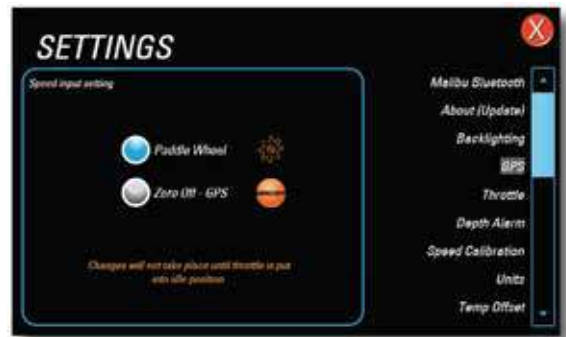 SETTINGS
X
Speed input setting
Paddle Wheel
Zero Off - GPS
Changes will not take place until throttle is put
into idle position
Malibu Bluetooth
About (Update)
Backlighting
GPS
Throttle
Depth Alarm
Speed Calibration
Units
Temp Offset